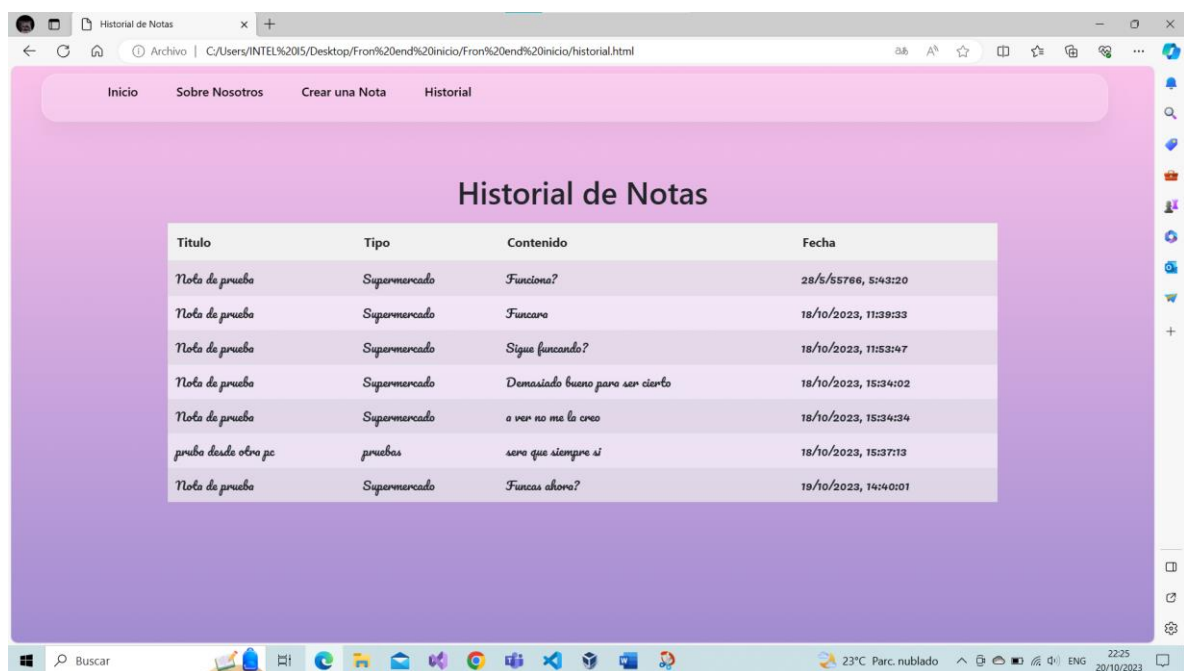 Historial de Notas
Archivo | C:/Users/INTEL%20I5/Desktop/Fron%20end%20inicio/Fron%20end%20inicio/historial.html
Inicio Sobre Nosotros Crear una Nota Historial
Historial de Notas
Titulo Tipo Contenido Fecha
Nota de prueba Supermercado Funciona? 28/5/55766, 5:43:20
Nota de prueba Supermercado Funcara 18/10/2023, 11:39:33
Nota de prueba Supermercado Sigue funcando? 18/10/2023, 11:53:47
Nota de prueba Supermercado Demasiado bueno para ser cierto 18/10/2023, 15:34:02
Nota de prueba Supermercado a ver no me la creo 18/10/2023, 15:34:34
pruba desde otra pc pruebas sera que siempre si 18/10/2023, 15:37:13
Nota de prueba Supermercado Funcas ahora? 19/10/2023, 14:40:01
Buscar 23°C Parc. nublado ENG 22:25
20/10/2023